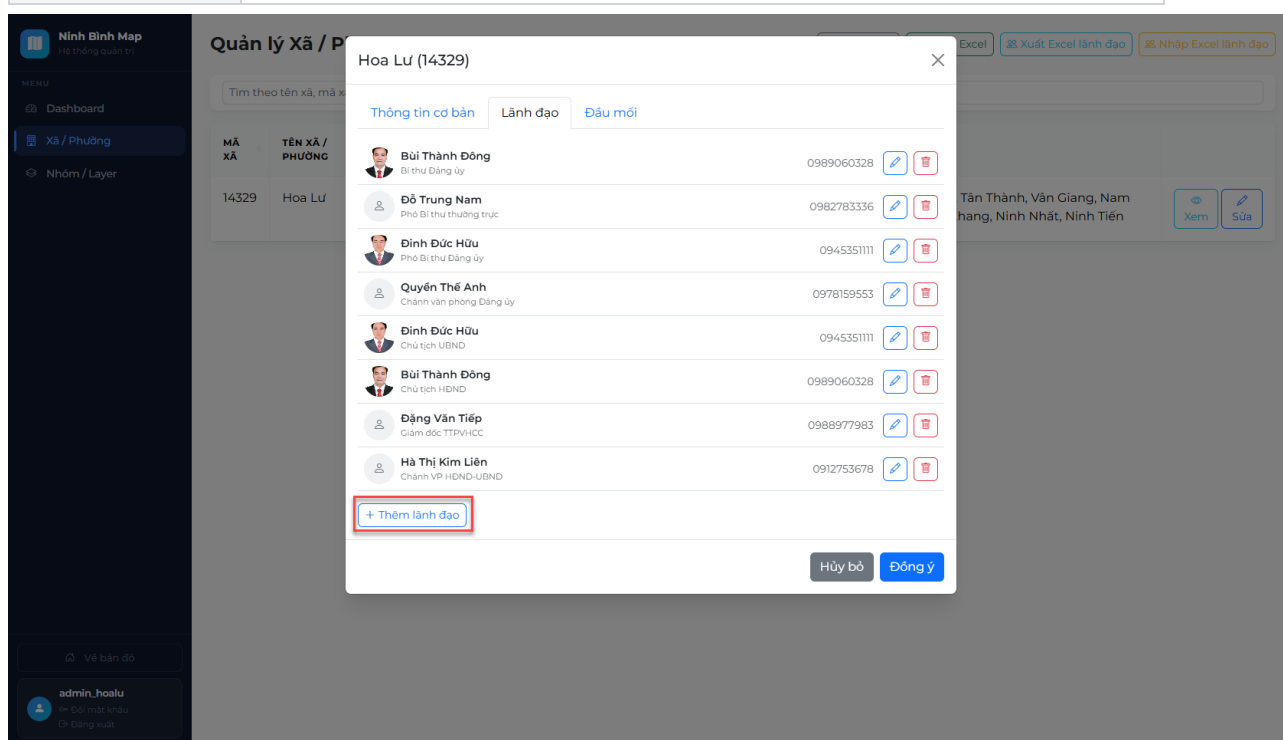 Ninh Bình Map
Hệ thống quản trị
MENU
Dashboard
Xã / Phường
Nhóm / Layer
Về bản đồ
admin_hoalu
Đổi mật khẩu
Đăng xuất
Quản lý Xã / P
Excel
Xuất Excel lãnh đạo
Nhập Excel lãnh đạo
Tìm theo tên xã, mã x
MÃ XÃ
TÊN XÃ / PHƯỜNG
14329
Hoa Lư
Tân Thành, Vân Giang, Nam
Ninh Nhất, Ninh Tiến
Xem
Sửa
Hoa Lư (14329)
Thông tin cơ bản
Lãnh đạo
Đầu mối
Bùi Thành Đông
Bí thư Đảng ủy
0989060328
Đỗ Trung Nam
Phó Bí thư thường trực
0982783336
Đinh Đức Hữu
Phó Bí thư Đảng ủy
0945351111
Quyền Thế Anh
Chánh văn phòng Đảng ủy
0978159553
Đinh Đức Hữu
Chủ tịch UBND
0945351111
Bùi Thành Đông
Chủ tịch HĐND
0989060328
Đặng Văn Tiếp
Giám đốc TTPVHCC
0988977983
Hà Thị Kim Liên
Chánh VP HĐND-UBND
0912753678
+ Thêm lãnh đạo
Hủy bỏ
Đồng ý